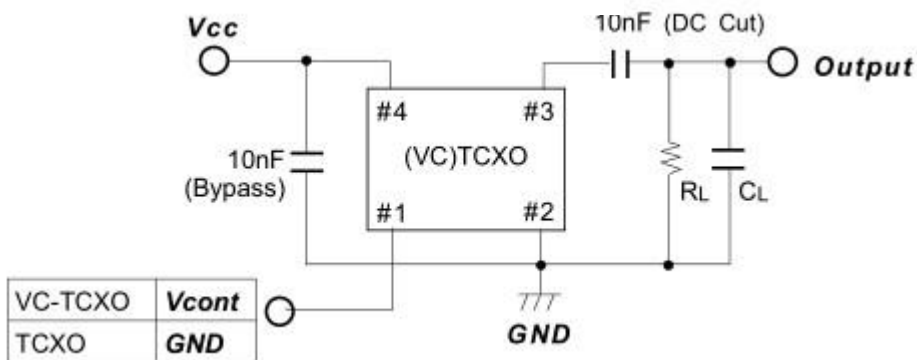 Vcc
10nF (DC Cut)
Output
#4
#3
(VC)TCXO
10nF
(Bypass)
#1
#2
RL
CL
VC-TCXO Vcont
TCXO GND
GND